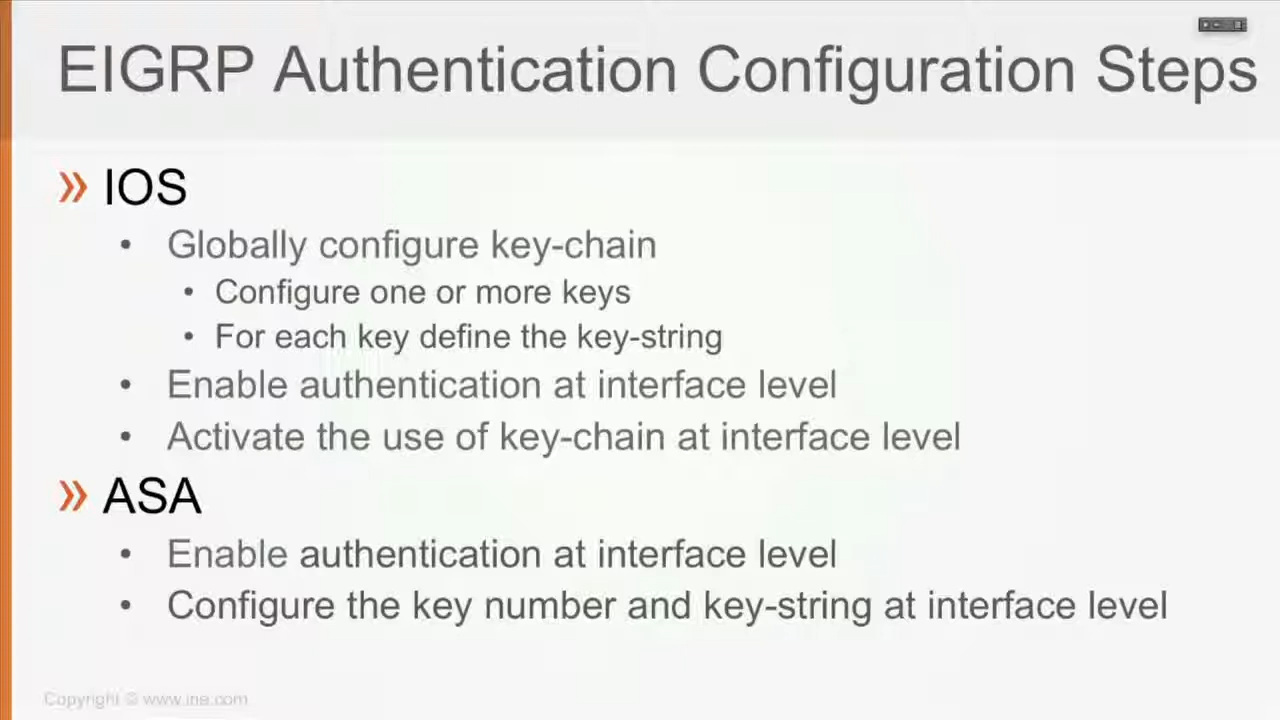 EIGRP Authentication Configuration Steps
» IOS
• Globally configure key-chain
• Configure one or more keys
• For each key define the key-string
• Enable authentication at interface level
• Activate the use of key-chain at interface level
» ASA
• Enable authentication at interface level
• Configure the key number and key-string at interface level
Copyright © www.ine.com